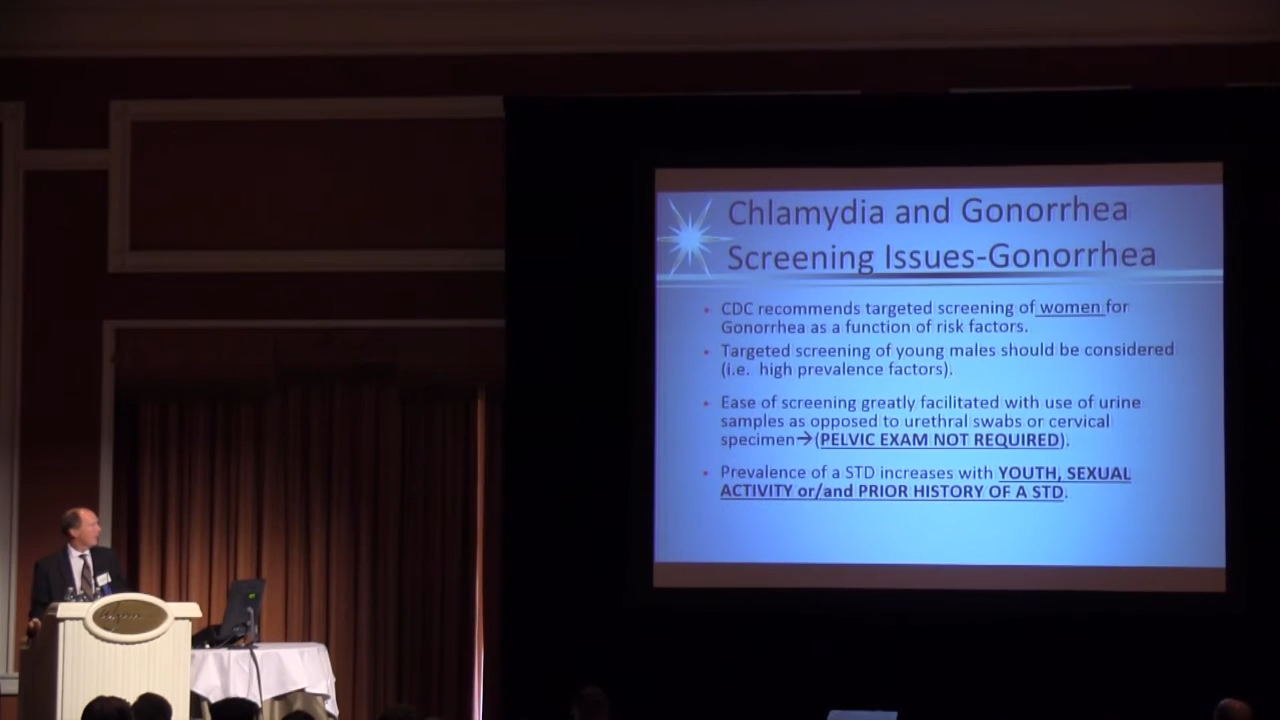 Chlamydia and Gonorrhea
Screening Issues-Gonorrhea
• CDC recommends targeted screening of women for
Gonorrhea as a function of risk factors.
• Targeted screening of young males should be considered
(i.e. high prevalence factors).
• Ease of screening greatly facilitated with use of urine
samples as opposed to urethral swabs or cervical
specimen→(PELVIC EXAM NOT REQUIRED).
• Prevalence of a STD increases with YOUTH, SEXUAL
ACTIVITY or/and PRIOR HISTORY OF A STD.